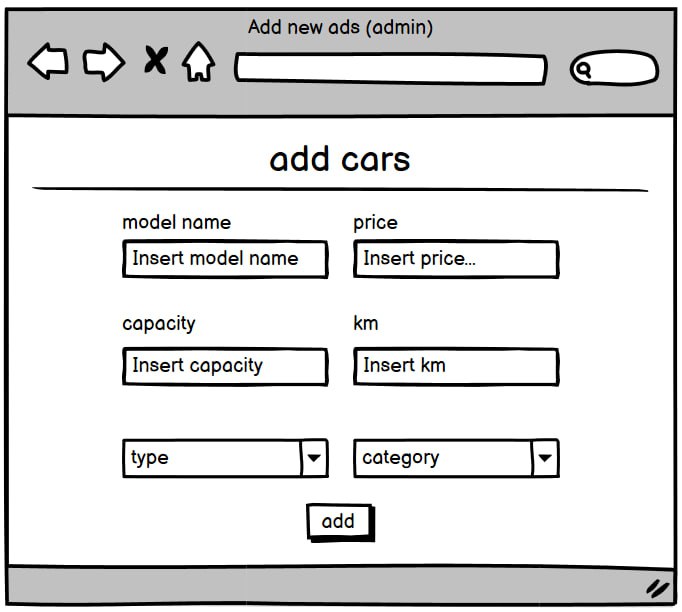 Add new ads (admin)
add cars
model name price
Insert model name Insert price...
capacity km
Insert capacity Insert km
type category
add